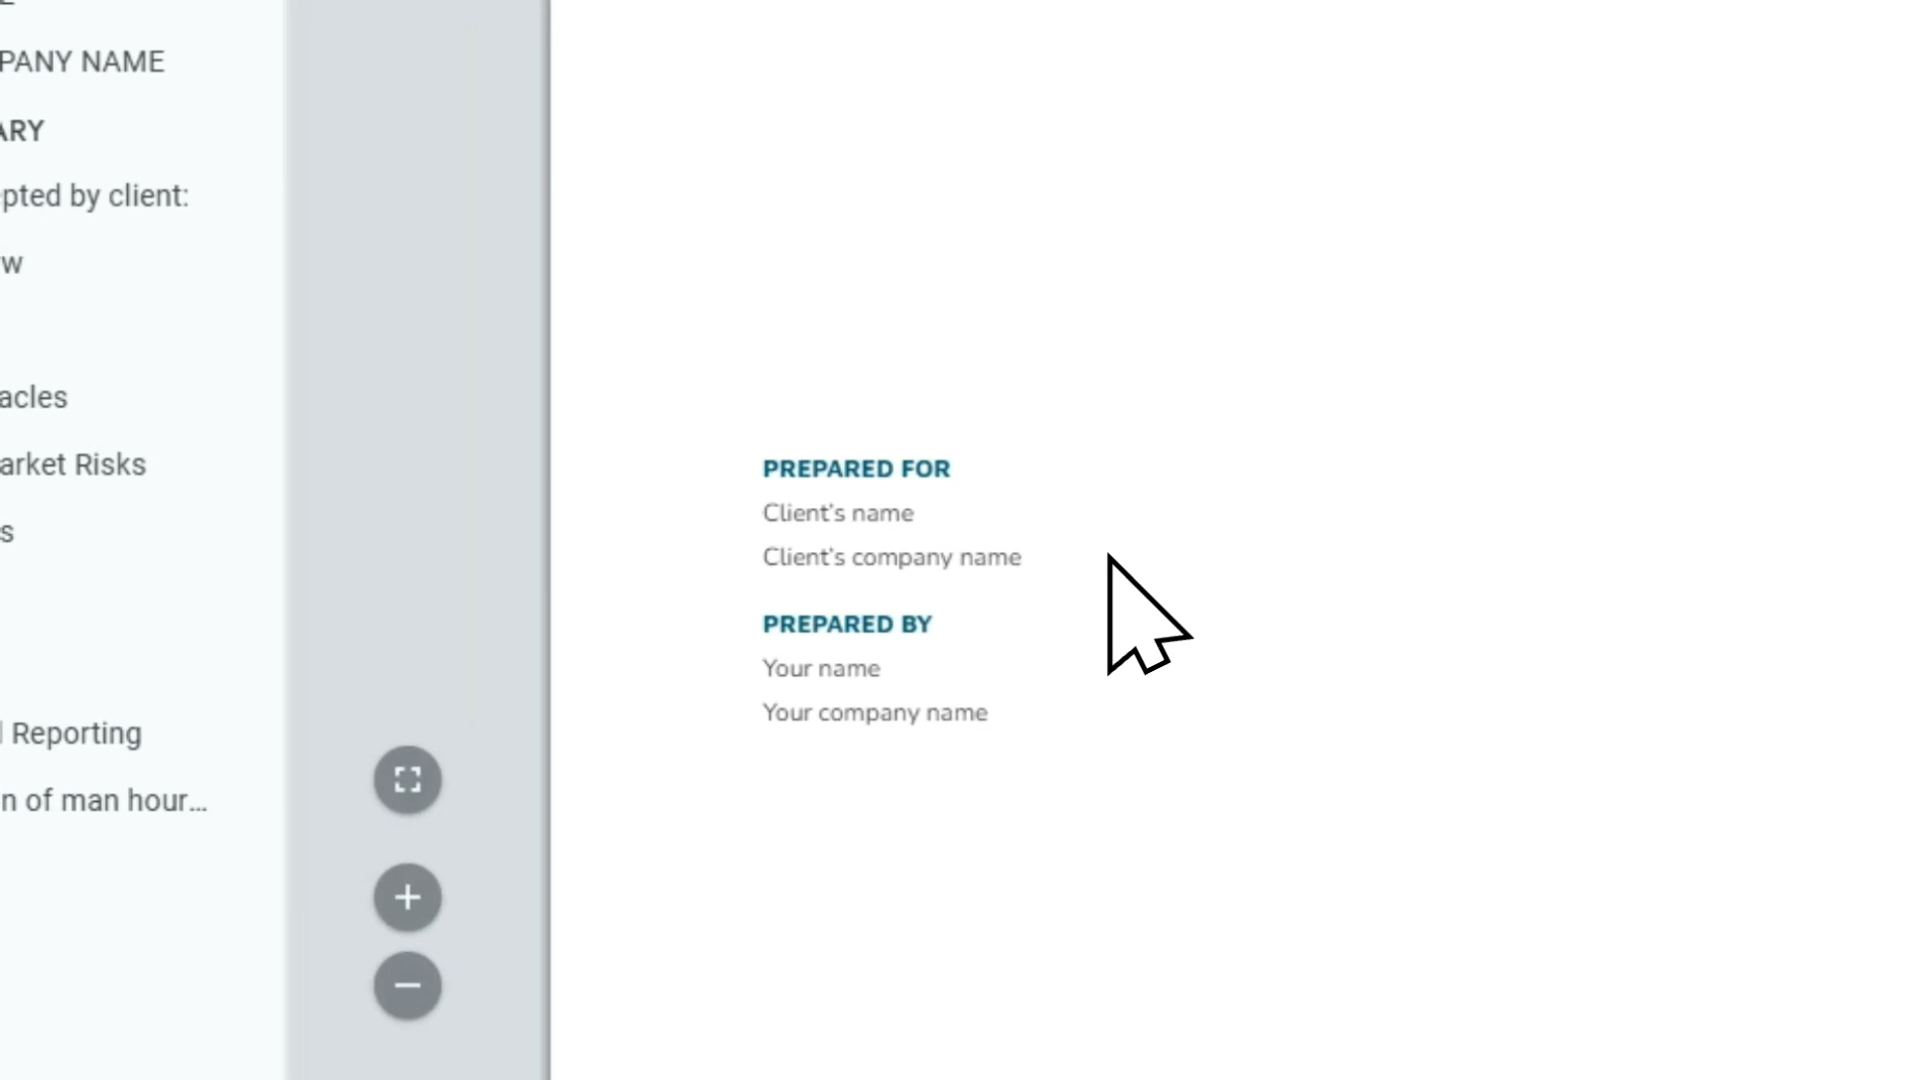 PANY NAME
ARY
epted by client:
w
acles
arket Risks
s
l Reporting
n of man hour...
PREPARED FOR
Client's name
Client's company name
PREPARED BY
Your name
Your company name